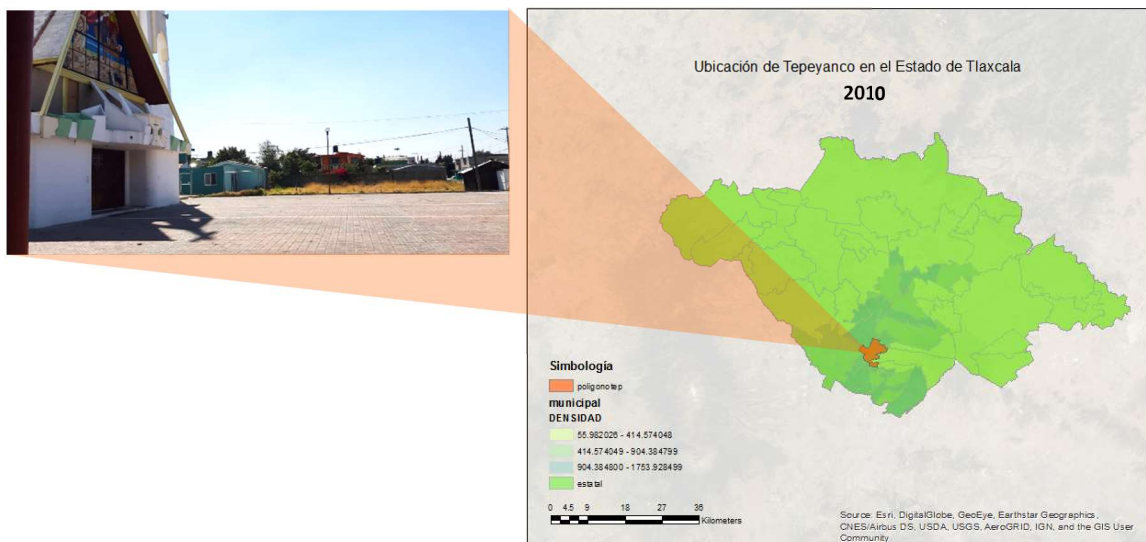 Ubicación de Tepeyanco en el Estado de Tlaxcala
2010
Simbología
poligonotep
municipal
DENSIDAD
55.982026 - 414.574048
414.574049 - 904.384799
904.384800 - 1753.928499
estatal
0 4.5 9 18 27 36
Kilometers
Source: Esri, DigitalGlobe, GeoEye, Earthstar Geographics,
CNES/Airbus DS, USDA, USGS, AeroGRID, IGN, and the GIS User
Community